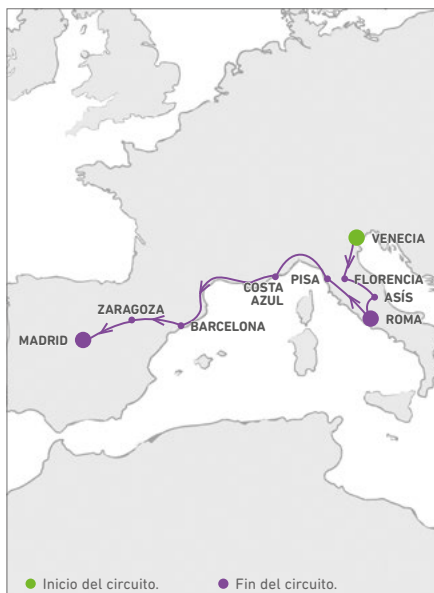 VENECIA
FLORENCIA
PISA
COSTA
AZUL
ASÍS
ROMA
ZARAGOZA
BARCELONA
MADRID
Inicio del circuito.
Fin del circuito.